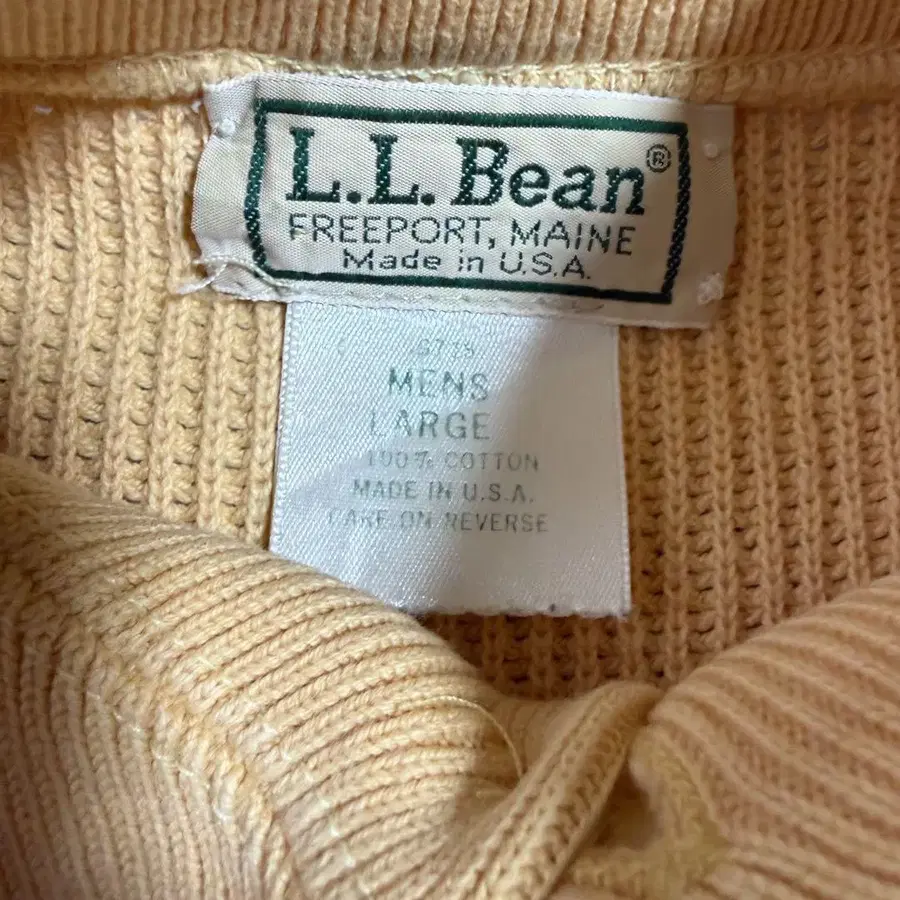 L.L.Bean®
FREEPORT, MAINE
Made in U.S.A.
MENS
LARGE
100% COTTON
MADE IN U.S.A.
CARE ON REVERSE